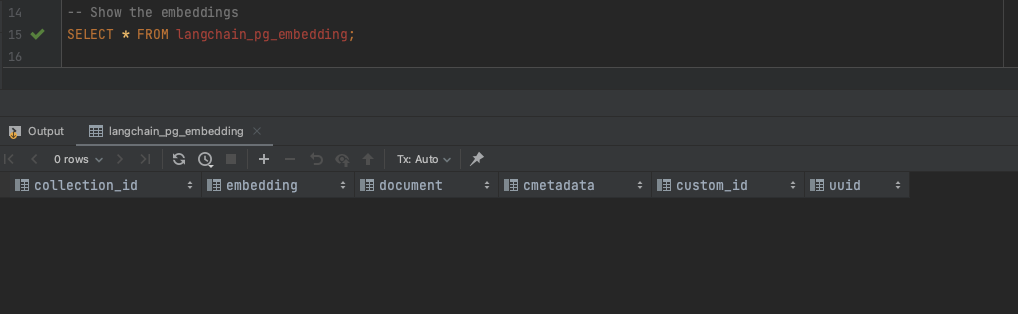 14 -- Show the embeddings
15 SELECT * FROM langchain_pg_embedding;
16
Output langchain_pg_embedding
0 rows Tx: Auto
collection_id embedding document cmetadata custom_id uuid